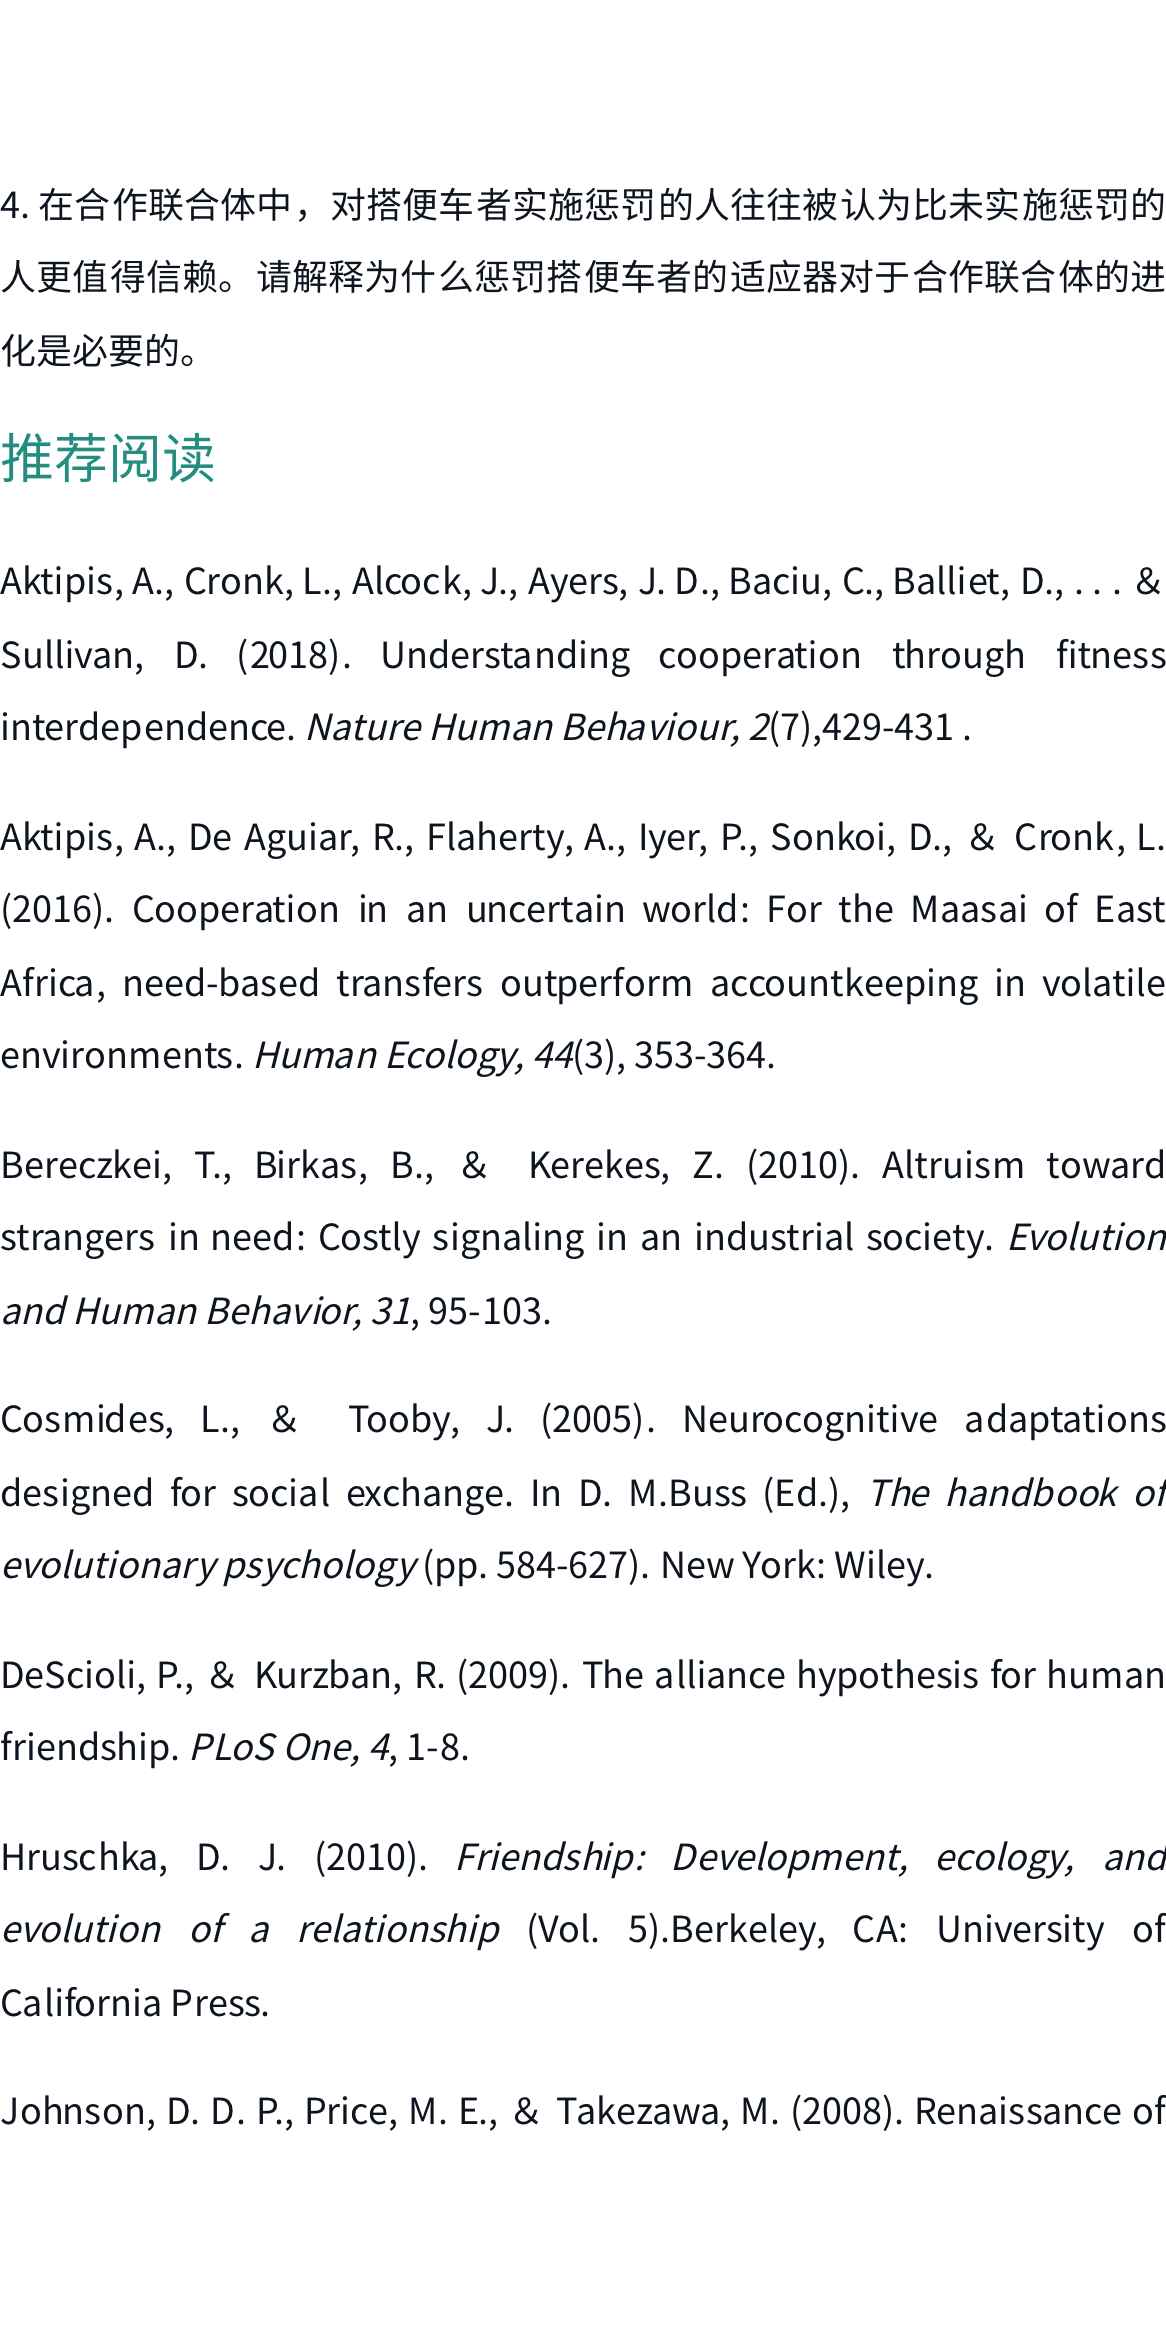 4. 在合作联合体中，对搭便车者实施惩罚的人往往被认为比未实施惩罚的
人更值得信赖。请解释为什么惩罚搭便车者的适应器对于合作联合体的进
化是必要的。
推荐阅读
Aktipis, A., Cronk, L., Alcock, J., Ayers, J. D., Baciu, C., Balliet, D., . . . &
Sullivan, D. (2018). Understanding cooperation through fitness
interdependence. Nature Human Behaviour, 2(7),429-431 .
Aktipis, A., De Aguiar, R., Flaherty, A., Iyer, P., Sonkoi, D., & Cronk, L.
(2016). Cooperation in an uncertain world: For the Maasai of East
Africa, need-based transfers outperform accountkeeping in volatile
environments. Human Ecology, 44(3), 353-364.
Bereczkei, T., Birkas, B., & Kerekes, Z. (2010). Altruism toward
strangers in need: Costly signaling in an industrial society. Evolution
and Human Behavior, 31, 95-103.
Cosmides, L., & Tooby, J. (2005). Neurocognitive adaptations
designed for social exchange. In D. M.Buss (Ed.), The handbook of
evolutionary psychology (pp. 584-627). New York: Wiley.
DeScioli, P., & Kurzban, R. (2009). The alliance hypothesis for human
friendship. PLoS One, 4, 1-8.
Hruschka, D. J. (2010). Friendship: Development, ecology, and
evolution of a relationship (Vol. 5).Berkeley, CA: University of
California Press.
Johnson, D. D. P., Price, M. E., & Takezawa, M. (2008). Renaissance of